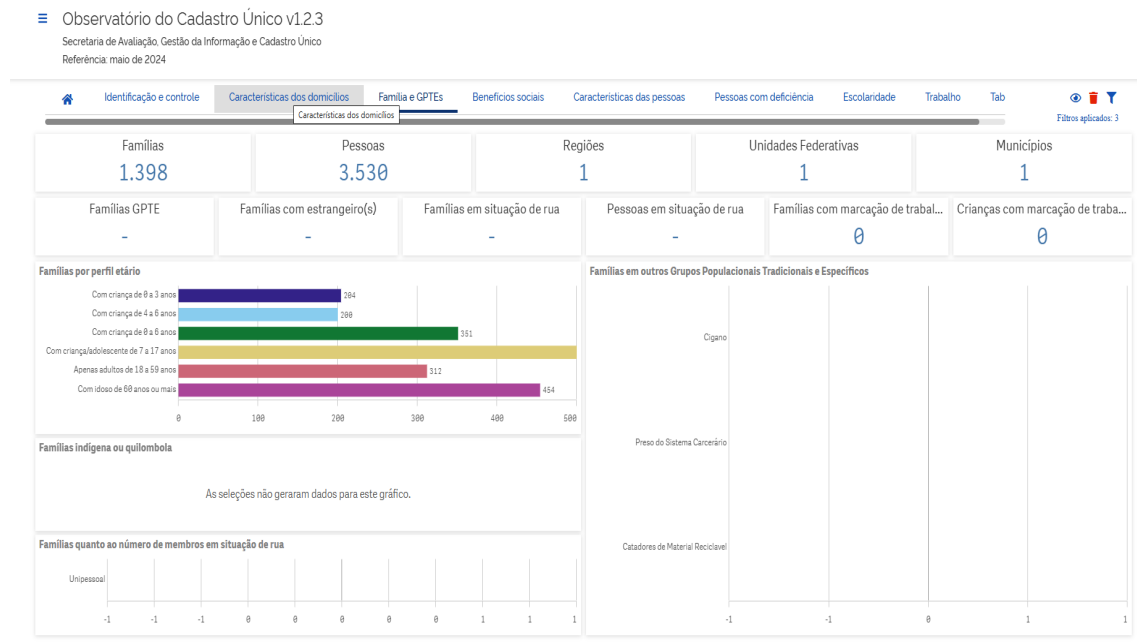 Observatório do Cadastro Único v1.2.3
Secretaria de Avaliação, Gestão da Informação e Cadastro Único
Referência: maio de 2024
Identificação e controle
Características dos domicílios
Família e GPTEs
Benefícios sociais
Características das pessoas
Pessoas com deficiência
Escolaridade
Trabalho
Tab
Características dos domicílios
Filtros aplicados: 3
Famílias
1.398
Pessoas
3.530
Regiões
1
Unidades Federativas
1
Municípios
1
Famílias GPTE
-
Famílias com estrangeiro(s)
-
Famílias em situação de rua
-
Pessoas em situação de rua
-
Famílias com marcação de trabal...
0
Crianças com marcação de traba...
0
Famílias por perfil etário
Com criança de 0 a 3 anos 204
Com criança de 4 a 6 anos 200
Com criança de 0 a 6 anos 351
Com criança/adolescente de 7 a 17 anos
Apenas adultos de 18 a 59 anos 312
Com idoso de 60 anos ou mais 454
0 100 200 300 400 500
Famílias indígena ou quilombola
As seleções não geraram dados para este gráfico.
Famílias quanto ao número de membros em situação de rua
Unipessoal
-1 -1 -1 0 0 0 0 0 1 1 1
Famílias em outros Grupos Populacionais Tradicionais e Específicos
Cigano
Preso do Sistema Carcerário
Catadores de Material Reciclavel
-1 -1 0 1 1